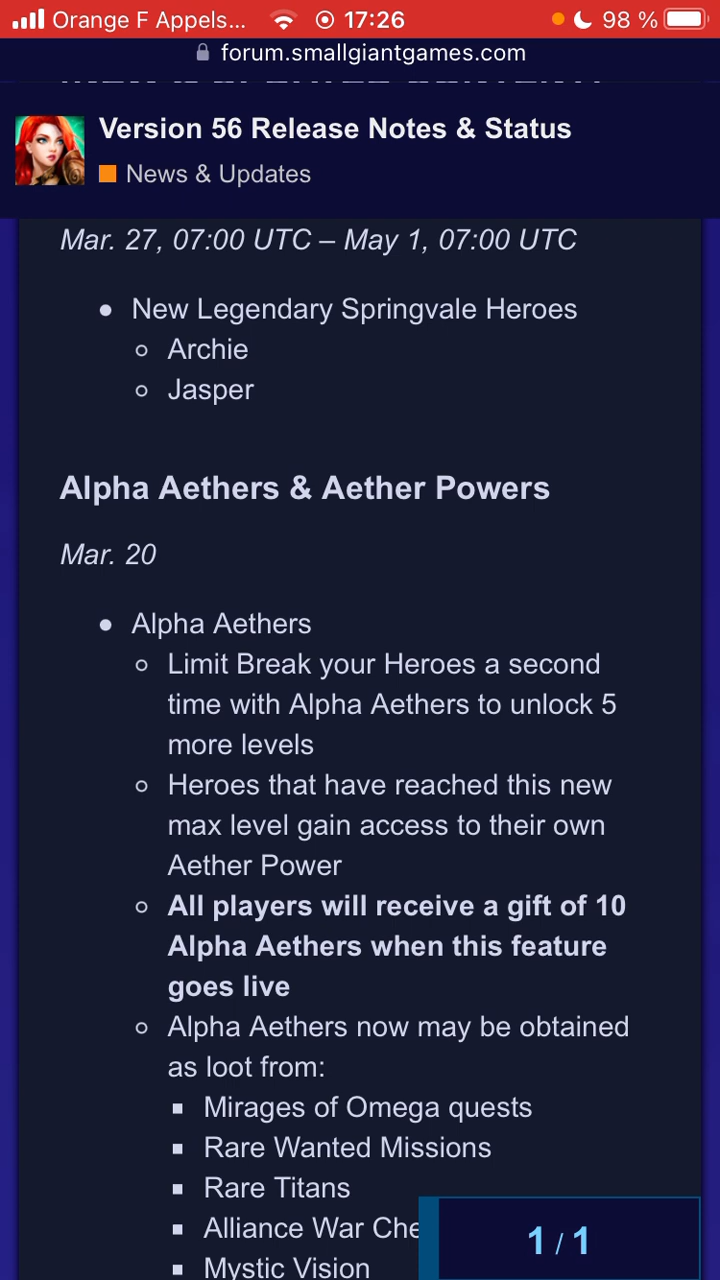 Orange F Appels... 17:26 98 %
forum.smallgiantgames.com
Version 56 Release Notes & Status
News & Updates
Mar. 27, 07:00 UTC – May 1, 07:00 UTC
• New Legendary Springvale Heroes
○ Archie
○ Jasper
Alpha Aethers & Aether Powers
Mar. 20
• Alpha Aethers
○ Limit Break your Heroes a second
time with Alpha Aethers to unlock 5
more levels
○ Heroes that have reached this new
max level gain access to their own
Aether Power
○ All players will receive a gift of 10
Alpha Aethers when this feature
goes live
○ Alpha Aethers now may be obtained
as loot from:
▪ Mirages of Omega quests
▪ Rare Wanted Missions
▪ Rare Titans
▪ Alliance War Che
▪ Mystic Vision
1 / 1